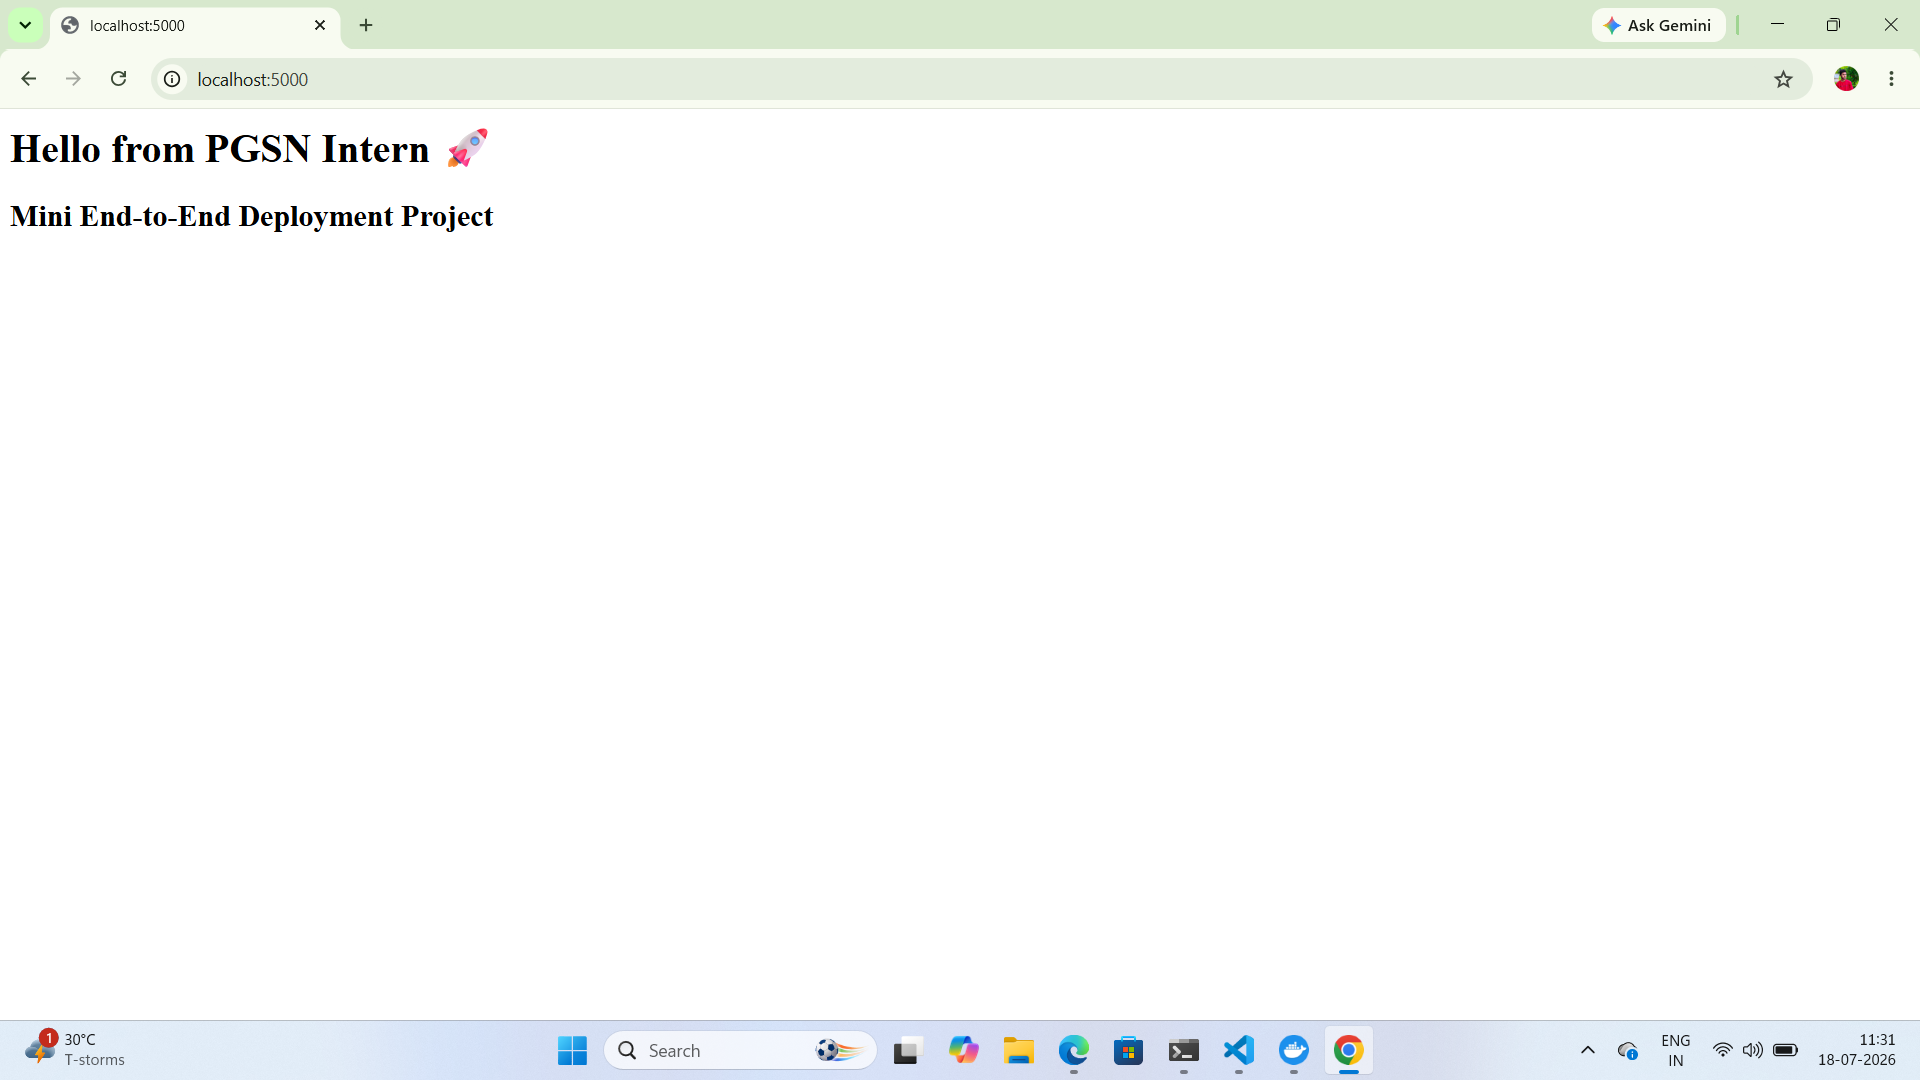 localhost:5000
Ask Gemini
localhost:5000
Hello from PGSN Intern 🚀
Mini End-to-End Deployment Project
1
30°C
T-storms
Search
ENG
IN
11:31
18-07-2026